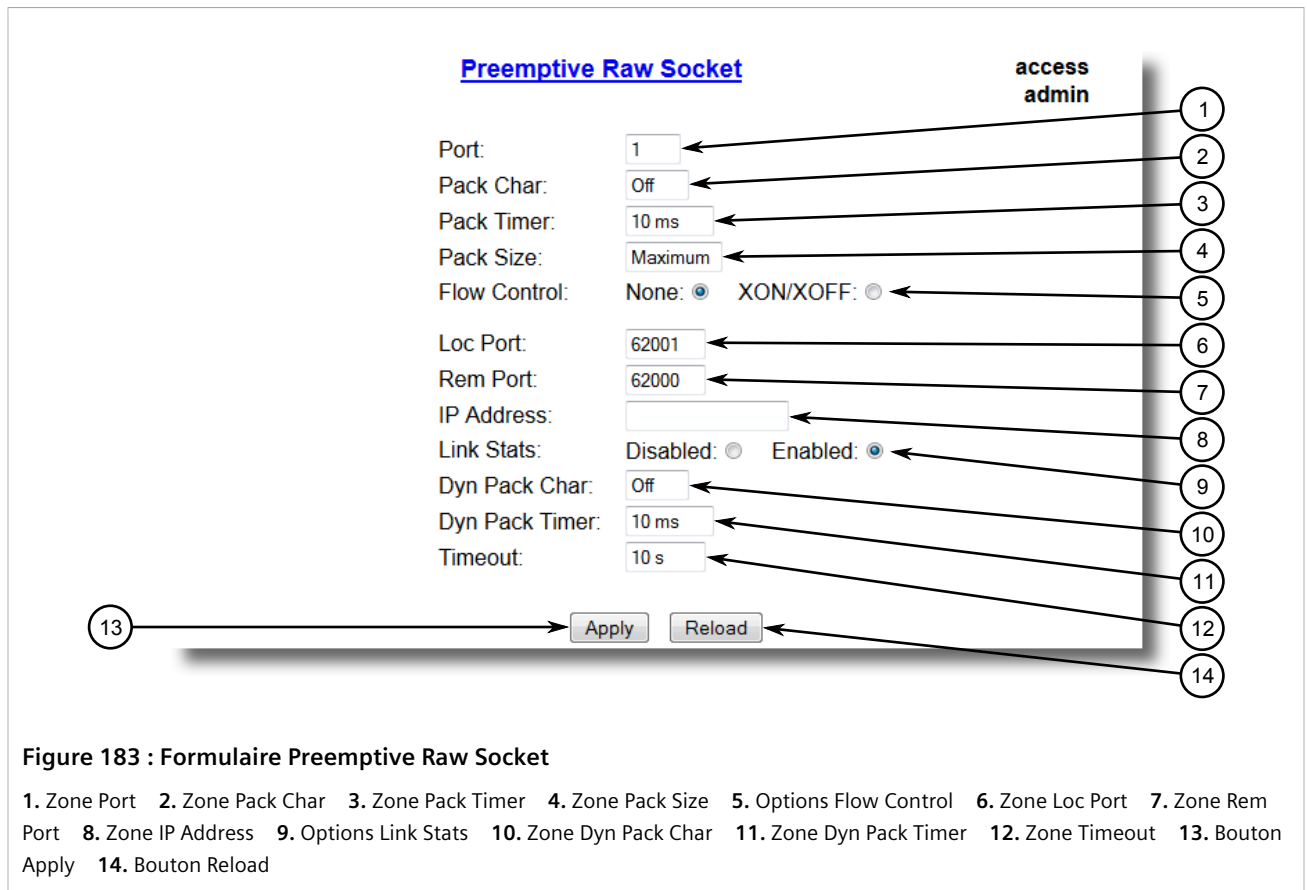 Preemptive Raw Socket
access
admin
1
Port: 1
2
Pack Char: Off
3
Pack Timer: 10 ms
4
Pack Size: Maximum
5
Flow Control: None: XON/XOFF:
6
Loc Port: 62001
7
Rem Port: 62000
8
IP Address:
9
Link Stats: Disabled: Enabled:
10
Dyn Pack Char: Off
11
Dyn Pack Timer: 10 ms
12
Timeout: 10 s
13
Apply Reload
14
Figure 183 : Formulaire Preemptive Raw Socket
1. Zone Port 2. Zone Pack Char 3. Zone Pack Timer 4. Zone Pack Size 5. Options Flow Control 6. Zone Loc Port 7. Zone Rem
Port 8. Zone IP Address 9. Options Link Stats 10. Zone Dyn Pack Char 11. Zone Dyn Pack Timer 12. Zone Timeout 13. Bouton
Apply 14. Bouton Reload